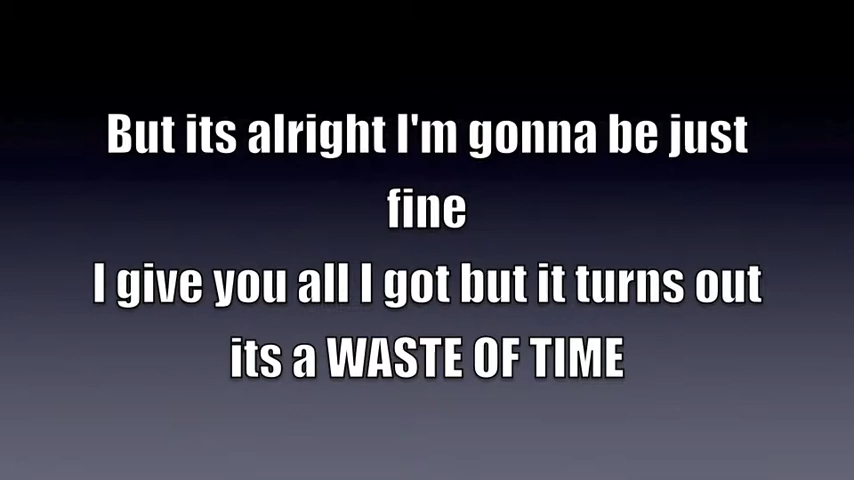 But its alright I'm gonna be just
fine
I give you all I got but it turns out
its a WASTE OF TIME